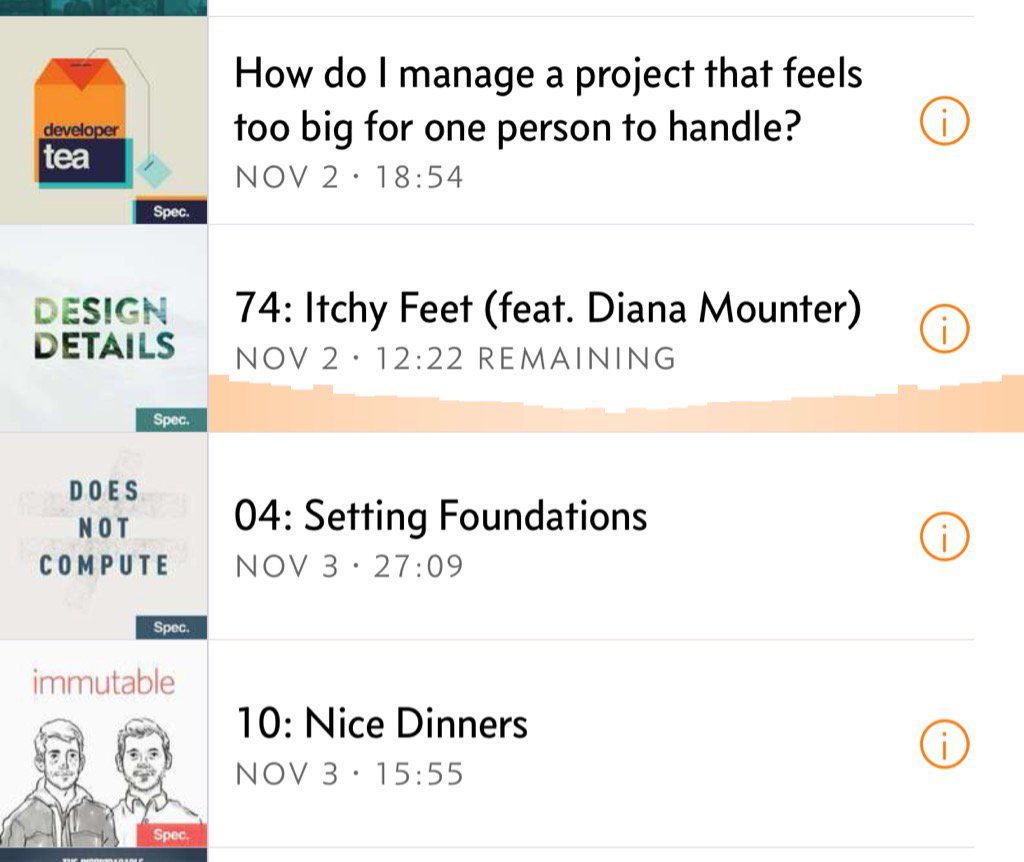 developer
tea
Spec.
How do I manage a project that feels
too big for one person to handle?
NOV 2 · 18:54
DESIGN
DETAILS
Spec.
74: Itchy Feet (feat. Diana Mounter)
NOV 2 · 12:22 REMAINING
DOES
NOT
COMPUTE
Spec.
04: Setting Foundations
NOV 3 · 27:09
immutable
Spec.
10: Nice Dinners
NOV 3 · 15:55